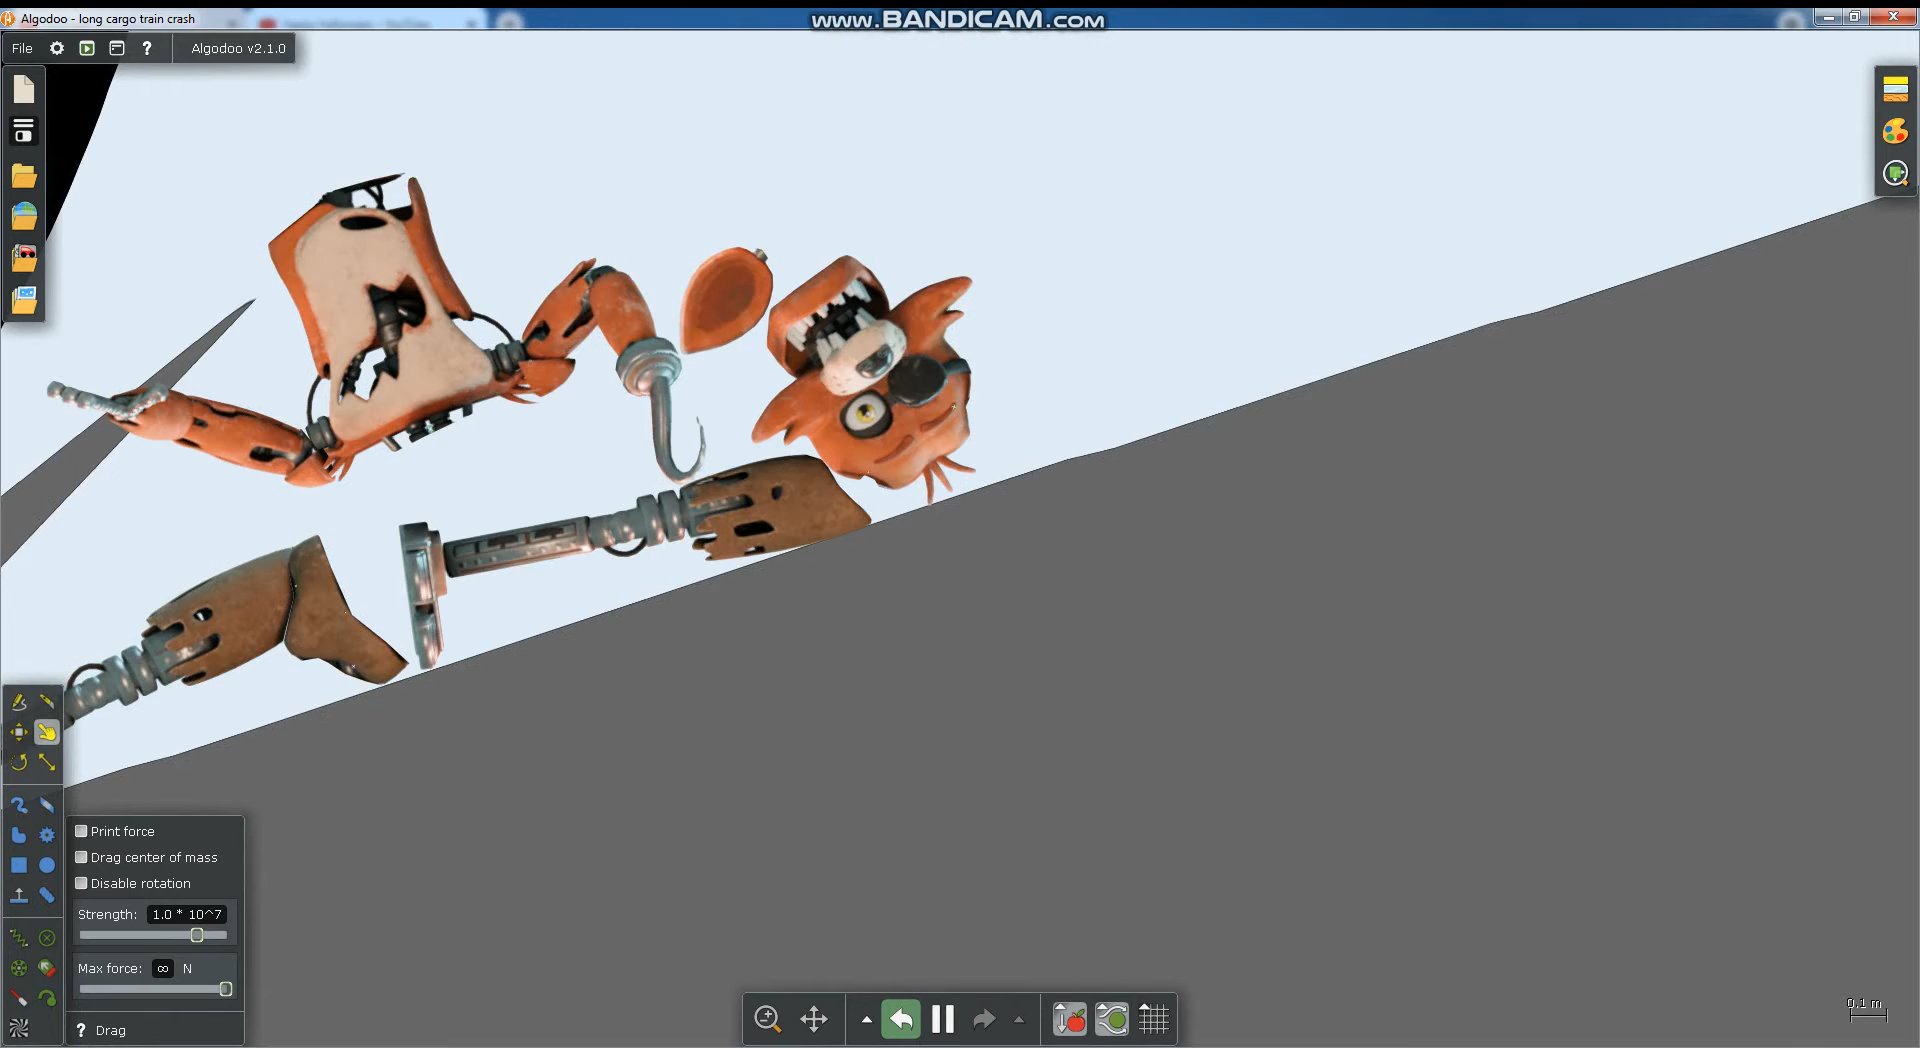 Algodoo - long cargo train crash
www.BANDICAM.com
File
?
Algodoo v2.1.0
Print force
Drag center of mass
Disable rotation
Strength: 1.0 * 10^7
Max force: ∞ N
? Drag
0.1 m